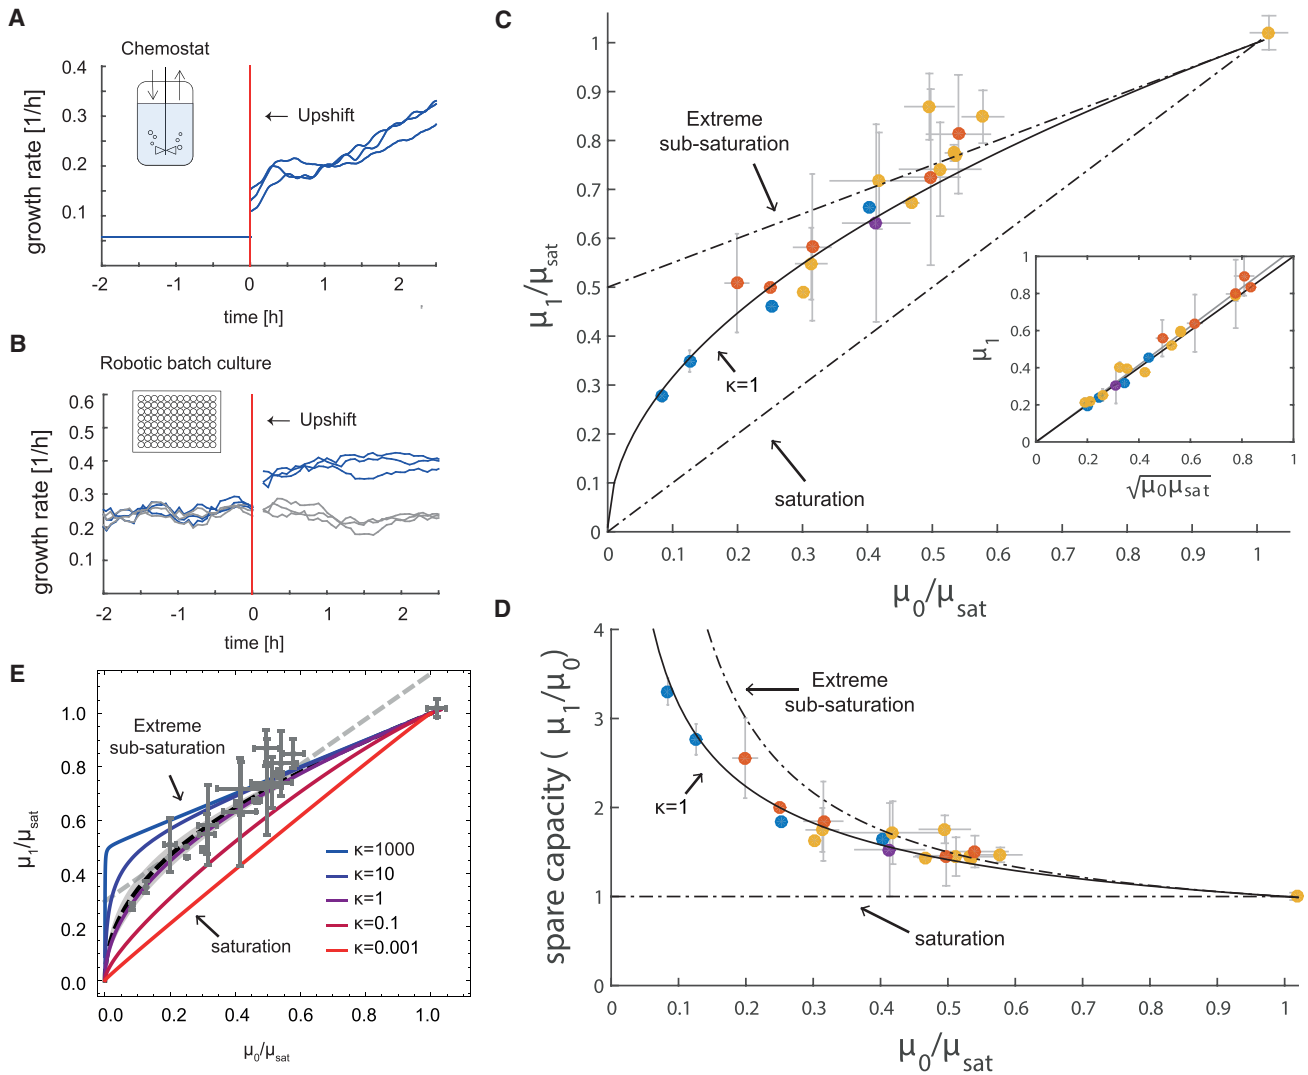 A
Chemostat
growth rate [1/h]
0.4
0.3
0.2
0.1
Upshift
-2
-1
0
1
2
time [h]
B
Robotic batch culture
growth rate [1/h]
0.6
0.5
0.4
0.3
0.2
0.1
Upshift
-2
-1
0
1
2
time [h]
C
μ1/μsat
1
0.9
0.8
0.7
0.6
0.5
0.4
0.3
0.2
0.1
0
Extreme
sub-saturation
κ=1
saturation
0
0.1
0.2
0.3
0.4
0.5
0.6
0.7
0.8
0.9
1
μ0/μsat
μ1
1
0.8
0.6
0.4
0.2
0
0
0.2
0.4
0.6
0.8
1
√μ0μsat
D
spare capacity ( μ1/μ0)
4
3
2
1
0
Extreme
sub-saturation
κ=1
saturation
0
0.1
0.2
0.3
0.4
0.5
0.6
0.7
0.8
0.9
1
μ0/μsat
E
μ1/μsat
1.0
0.8
0.6
0.4
0.2
0.0
Extreme
sub-saturation
κ=1000
κ=10
κ=1
κ=0.1
κ=0.001
saturation
0.0
0.2
0.4
0.6
0.8
1.0
μ0/μsat